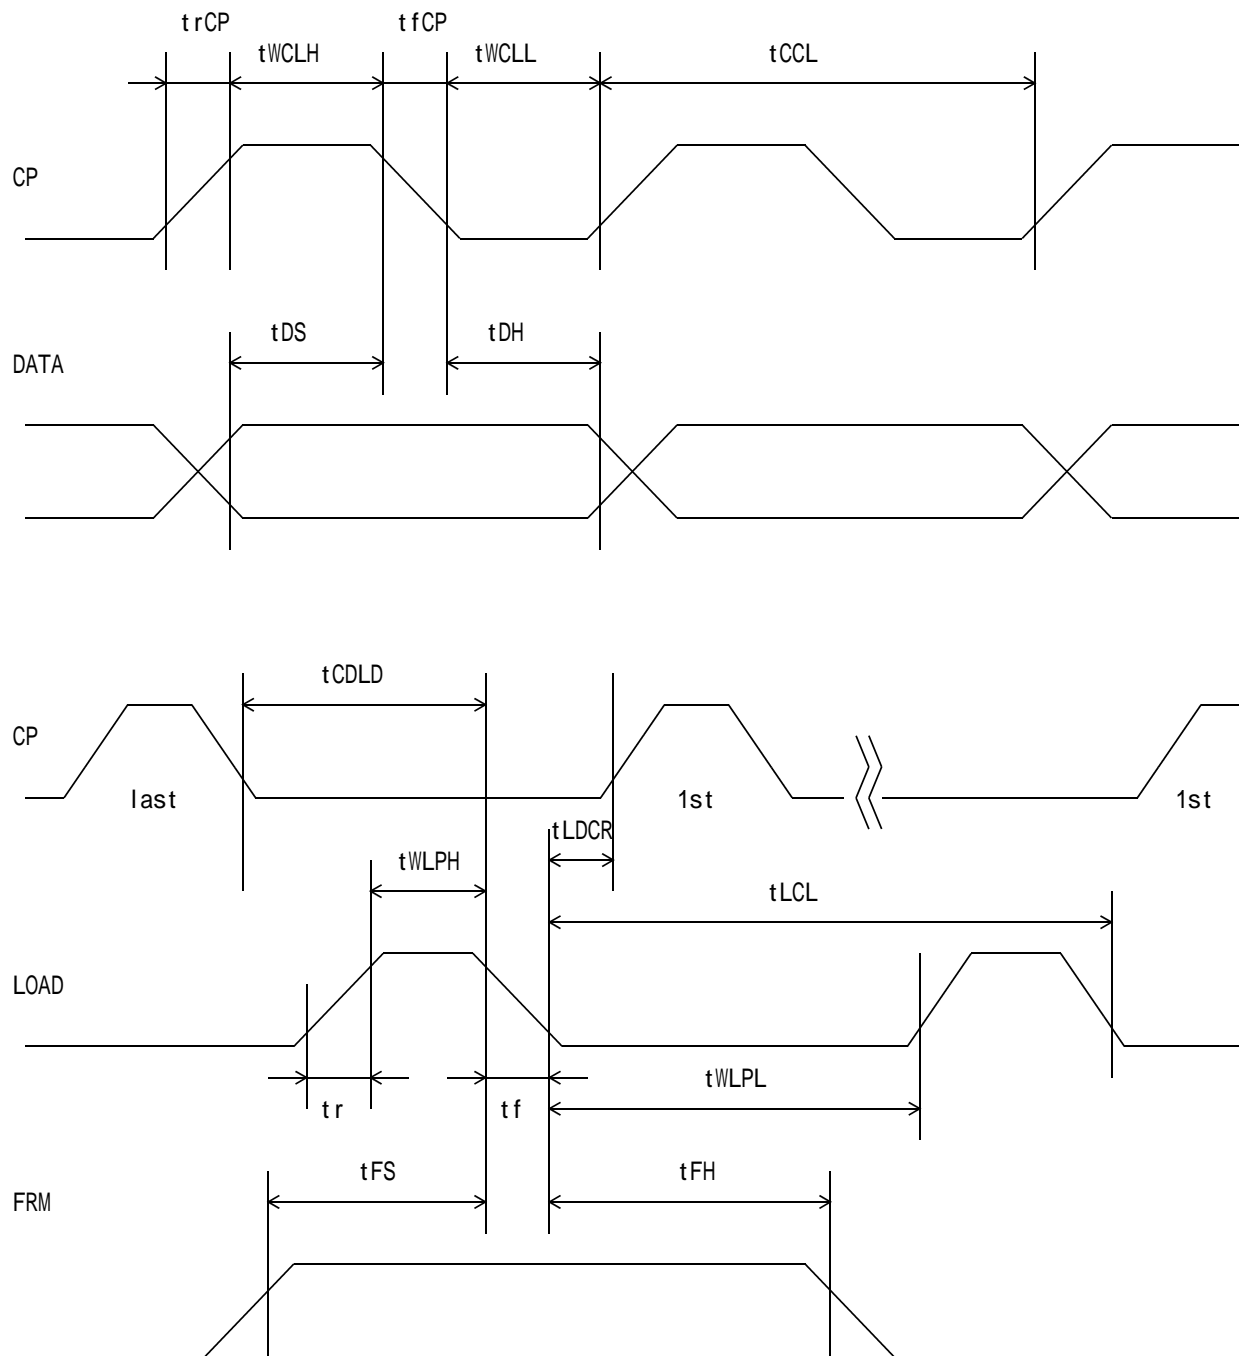 trCP tfCP
tWCLH tWCLL tCCL
CP
tDS tDH
DATA
tCDLD
CP
last 1st 1st
tLDCR
tWLPH
tLCL
LOAD
tWLPL
tr tf
tFS tFH
FRM